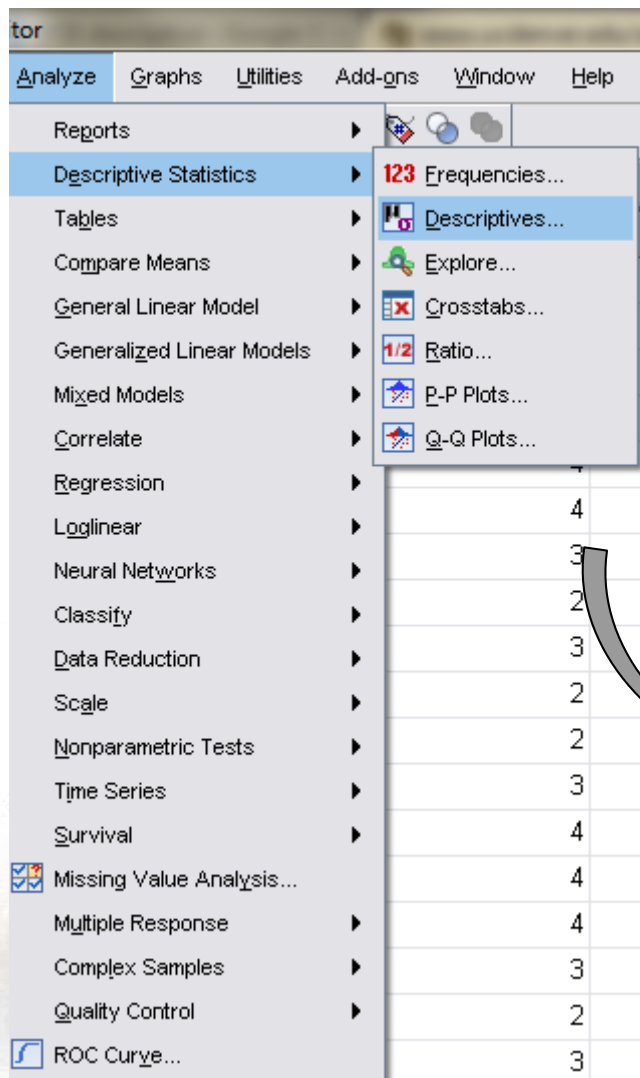 tor
Analyze Graphs Utilities Add-ons Window Help
Reports
Descriptive Statistics
Tables
Compare Means
General Linear Model
Generalized Linear Models
Mixed Models
Correlate
Regression
Loglinear
Neural Networks
Classify
Data Reduction
Scale
Nonparametric Tests
Time Series
Survival
Missing Value Analysis...
Multiple Response
Complex Samples
Quality Control
ROC Curve...
123 Frequencies...
σ Descriptives...
Explore...
Crosstabs...
1/2 Ratio...
P-P Plots...
Q-Q Plots...
4
4
3
2
3
2
2
3
4
4
4
3
2
3